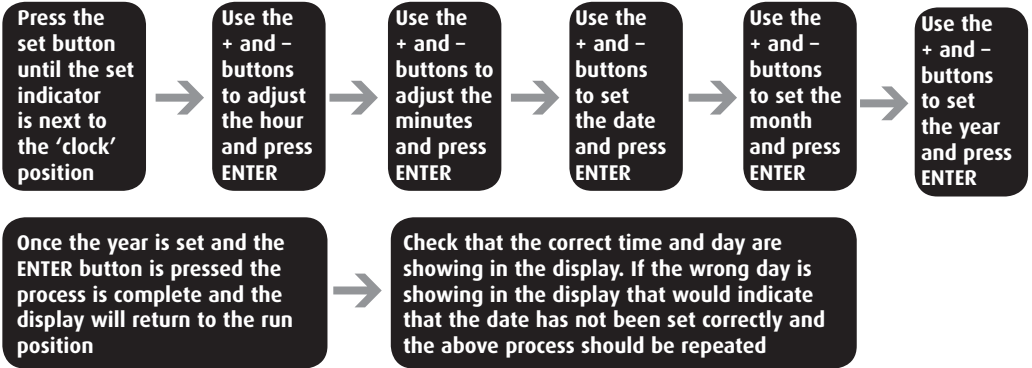 Press the
set button
until the set
indicator
is next to
the ‘clock’
position
Use the
+ and –
buttons
to adjust
the hour
and press
ENTER
Use the
+ and –
buttons to
adjust the
minutes
and press
ENTER
Use the
+ and –
buttons
to set
the date
and press
ENTER
Use the
+ and –
buttons
to set the
month
and press
ENTER
Use the
+ and –
buttons
to set
the year
and press
ENTER
Once the year is set and the
ENTER button is pressed the
process is complete and the
display will return to the run
position
Check that the correct time and day are
showing in the display. If the wrong day is
showing in the display that would indicate
that the date has not been set correctly and
the above process should be repeated